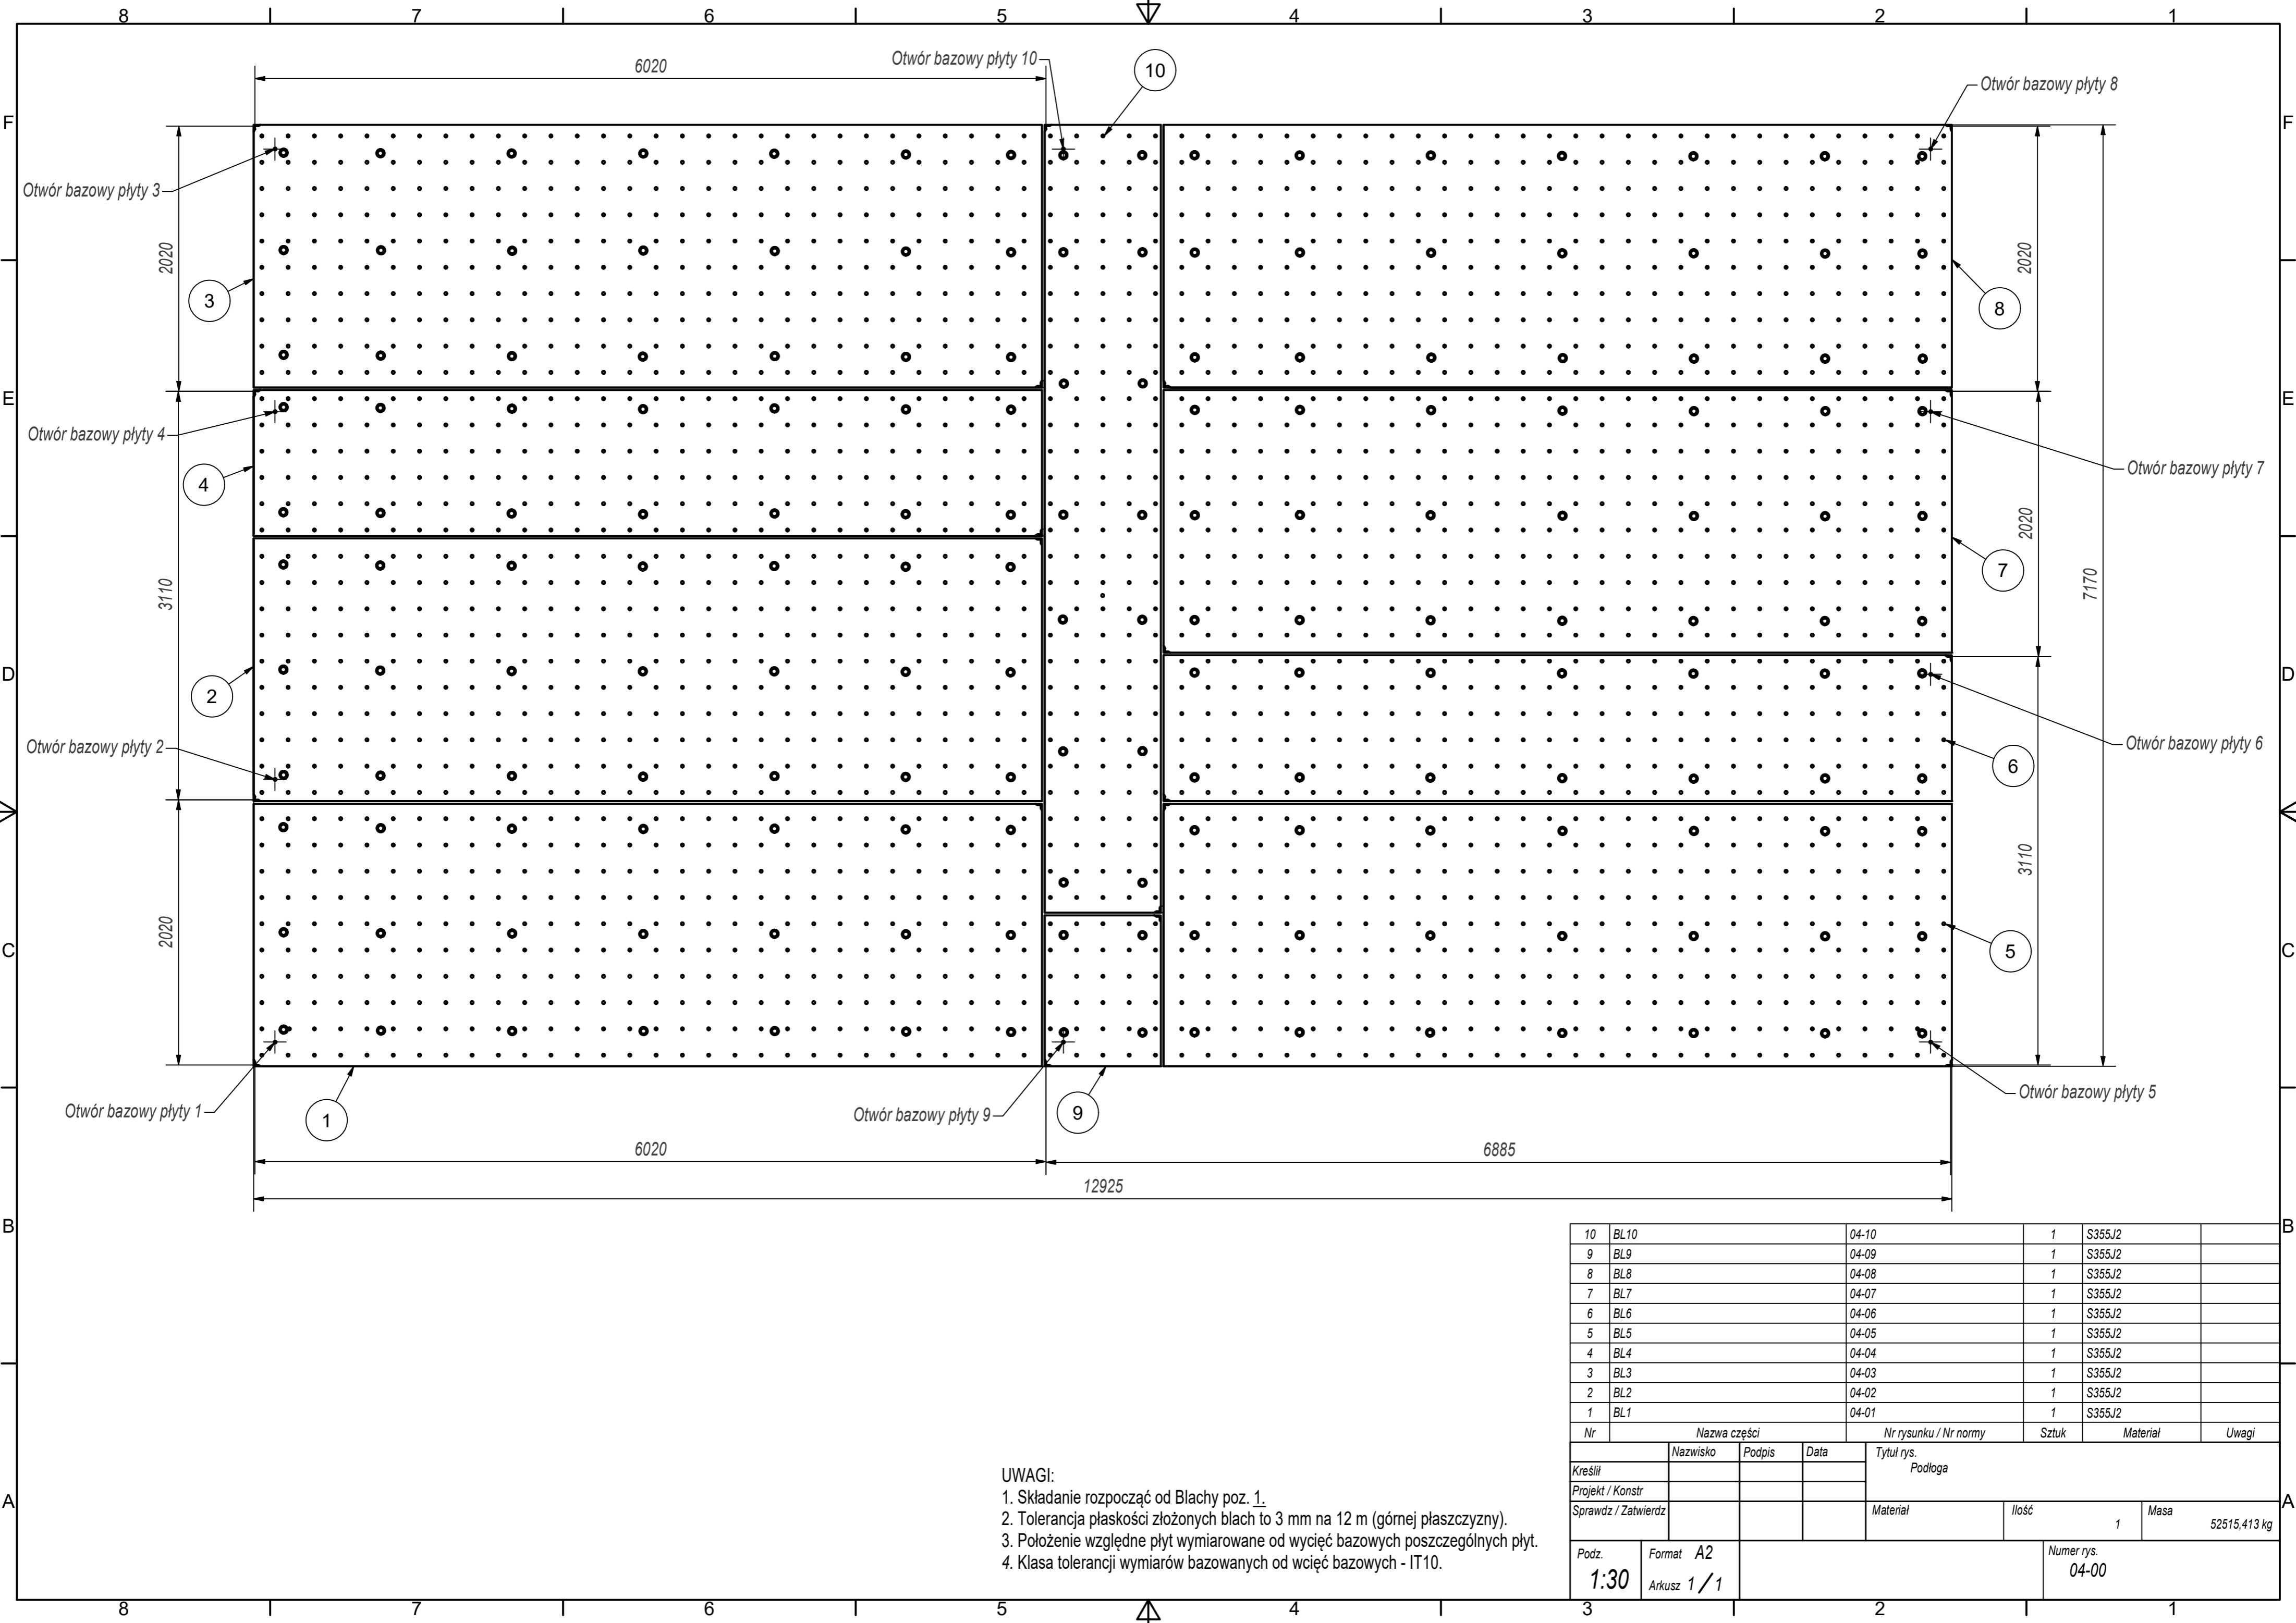 8 7 6 5 4 3 2 1
6020
Otwór bazowy płyty 10
10
Otwór bazowy płyty 8
F
F
Otwór bazowy płyty 3
2020
2020
3
8
E
E
Otwór bazowy płyty 4
4
Otwór bazowy płyty 7
2020
7
3110
7170
D
D
2
Otwór bazowy płyty 2
Otwór bazowy płyty 6
6
3110
2020
C
C
5
Otwór bazowy płyty 1
1
Otwór bazowy płyty 9
9
Otwór bazowy płyty 5
6020
6885
12925
B
B
10 BL10 04-10 1 S355J2
9 BL9 04-09 1 S355J2
8 BL8 04-08 1 S355J2
7 BL7 04-07 1 S355J2
6 BL6 04-06 1 S355J2
5 BL5 04-05 1 S355J2
4 BL4 04-04 1 S355J2
3 BL3 04-03 1 S355J2
2 BL2 04-02 1 S355J2
1 BL1 04-01 1 S355J2
Nr Nazwa części Nr rysunku / Nr normy Sztuk Materiał Uwagi
Nazwisko Podpis Data Tytuł rys.
Kreślił Podłoga
Projekt / Konstr
Sprawdz / Zatwierdz Materiał Ilość 1 Masa 52515,413 kg
Podz. 1:30 Format A2 Arkusz 1 / 1 Numer rys. 04-00
UWAGI:
1. Składanie rozpocząć od Blachy poz. 1.
2. Tolerancja płaskości złożonych blach to 3 mm na 12 m (górnej płaszczyzny).
3. Położenie względne płyt wymiarowane od wycięć bazowych poszczególnych płyt.
4. Klasa tolerancji wymiarów bazowanych od wcięć bazowych - IT10.
A
A
8 7 6 5 4 3 2 1